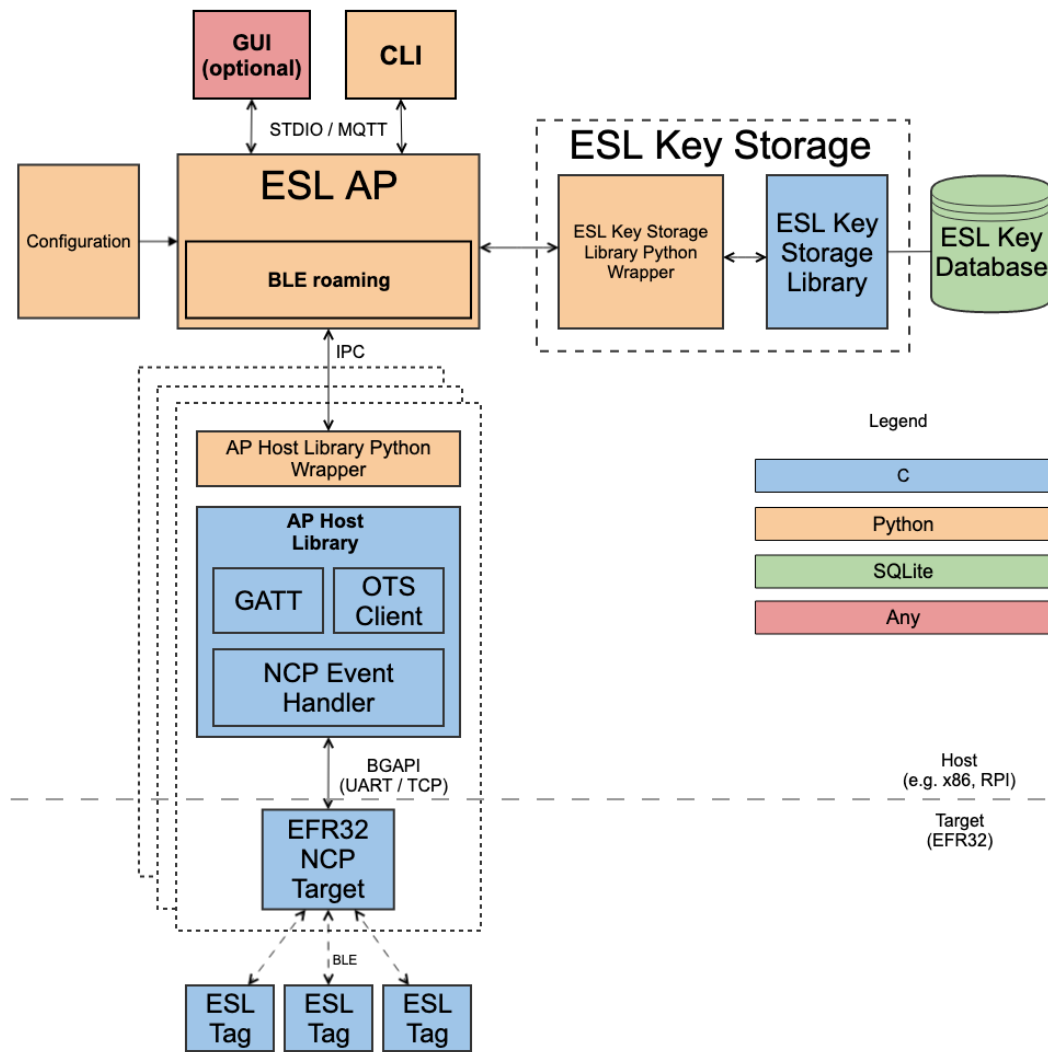 GUI
(optional)
CLI
STDIO / MQTT
ESL Key Storage
ESL AP
Configuration
BLE roaming
ESL Key Storage
Library Python
Wrapper
ESL Key
Storage
Library
ESL Key
Database
IPC
AP Host Library Python
Wrapper
Legend
C
Python
SQLite
Any
AP Host
Library
GATT
OTS
Client
NCP Event
Handler
BGAPI
(UART / TCP)
Host
(e.g. x86, RPI)
Target
(EFR32)
EFR32
NCP
Target
BLE
ESL
Tag
ESL
Tag
ESL
Tag